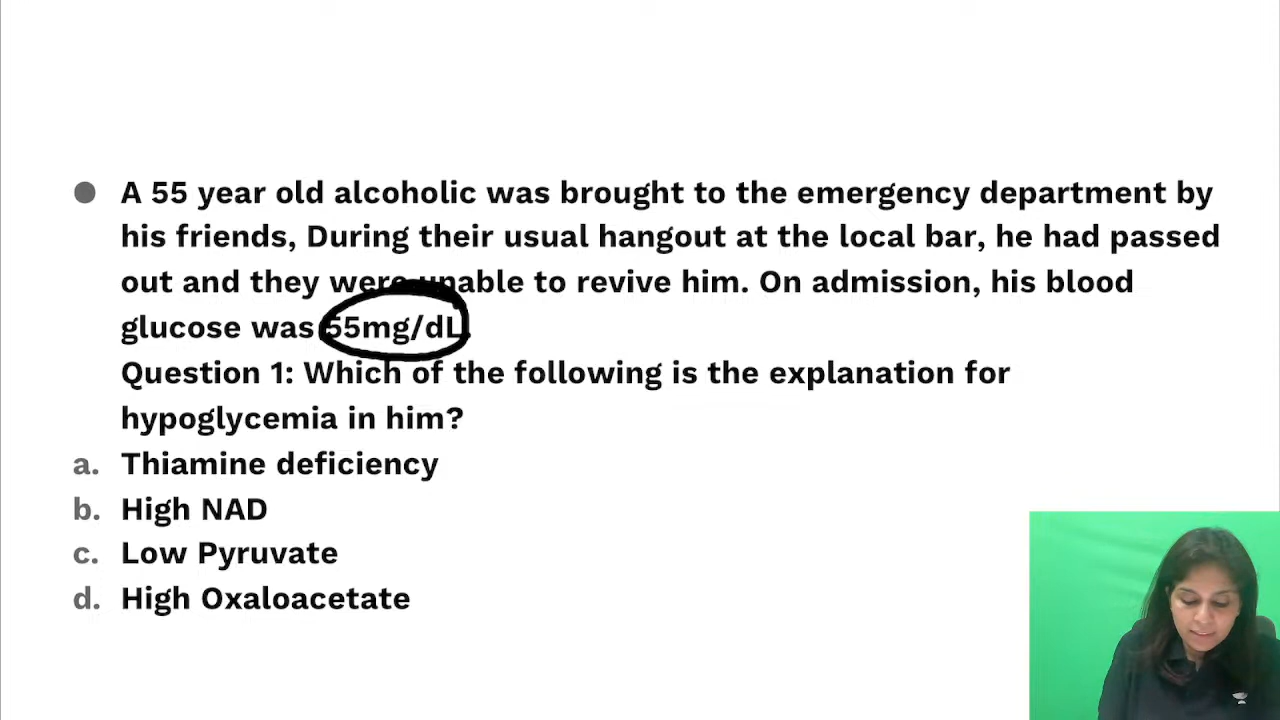 ● A 55 year old alcoholic was brought to the emergency department by
his friends, During their usual hangout at the local bar, he had passed
out and they were unable to revive him. On admission, his blood
glucose was 55mg/dL.
Question 1: Which of the following is the explanation for
hypoglycemia in him?
a. Thiamine deficiency
b. High NAD
c. Low Pyruvate
d. High Oxaloacetate